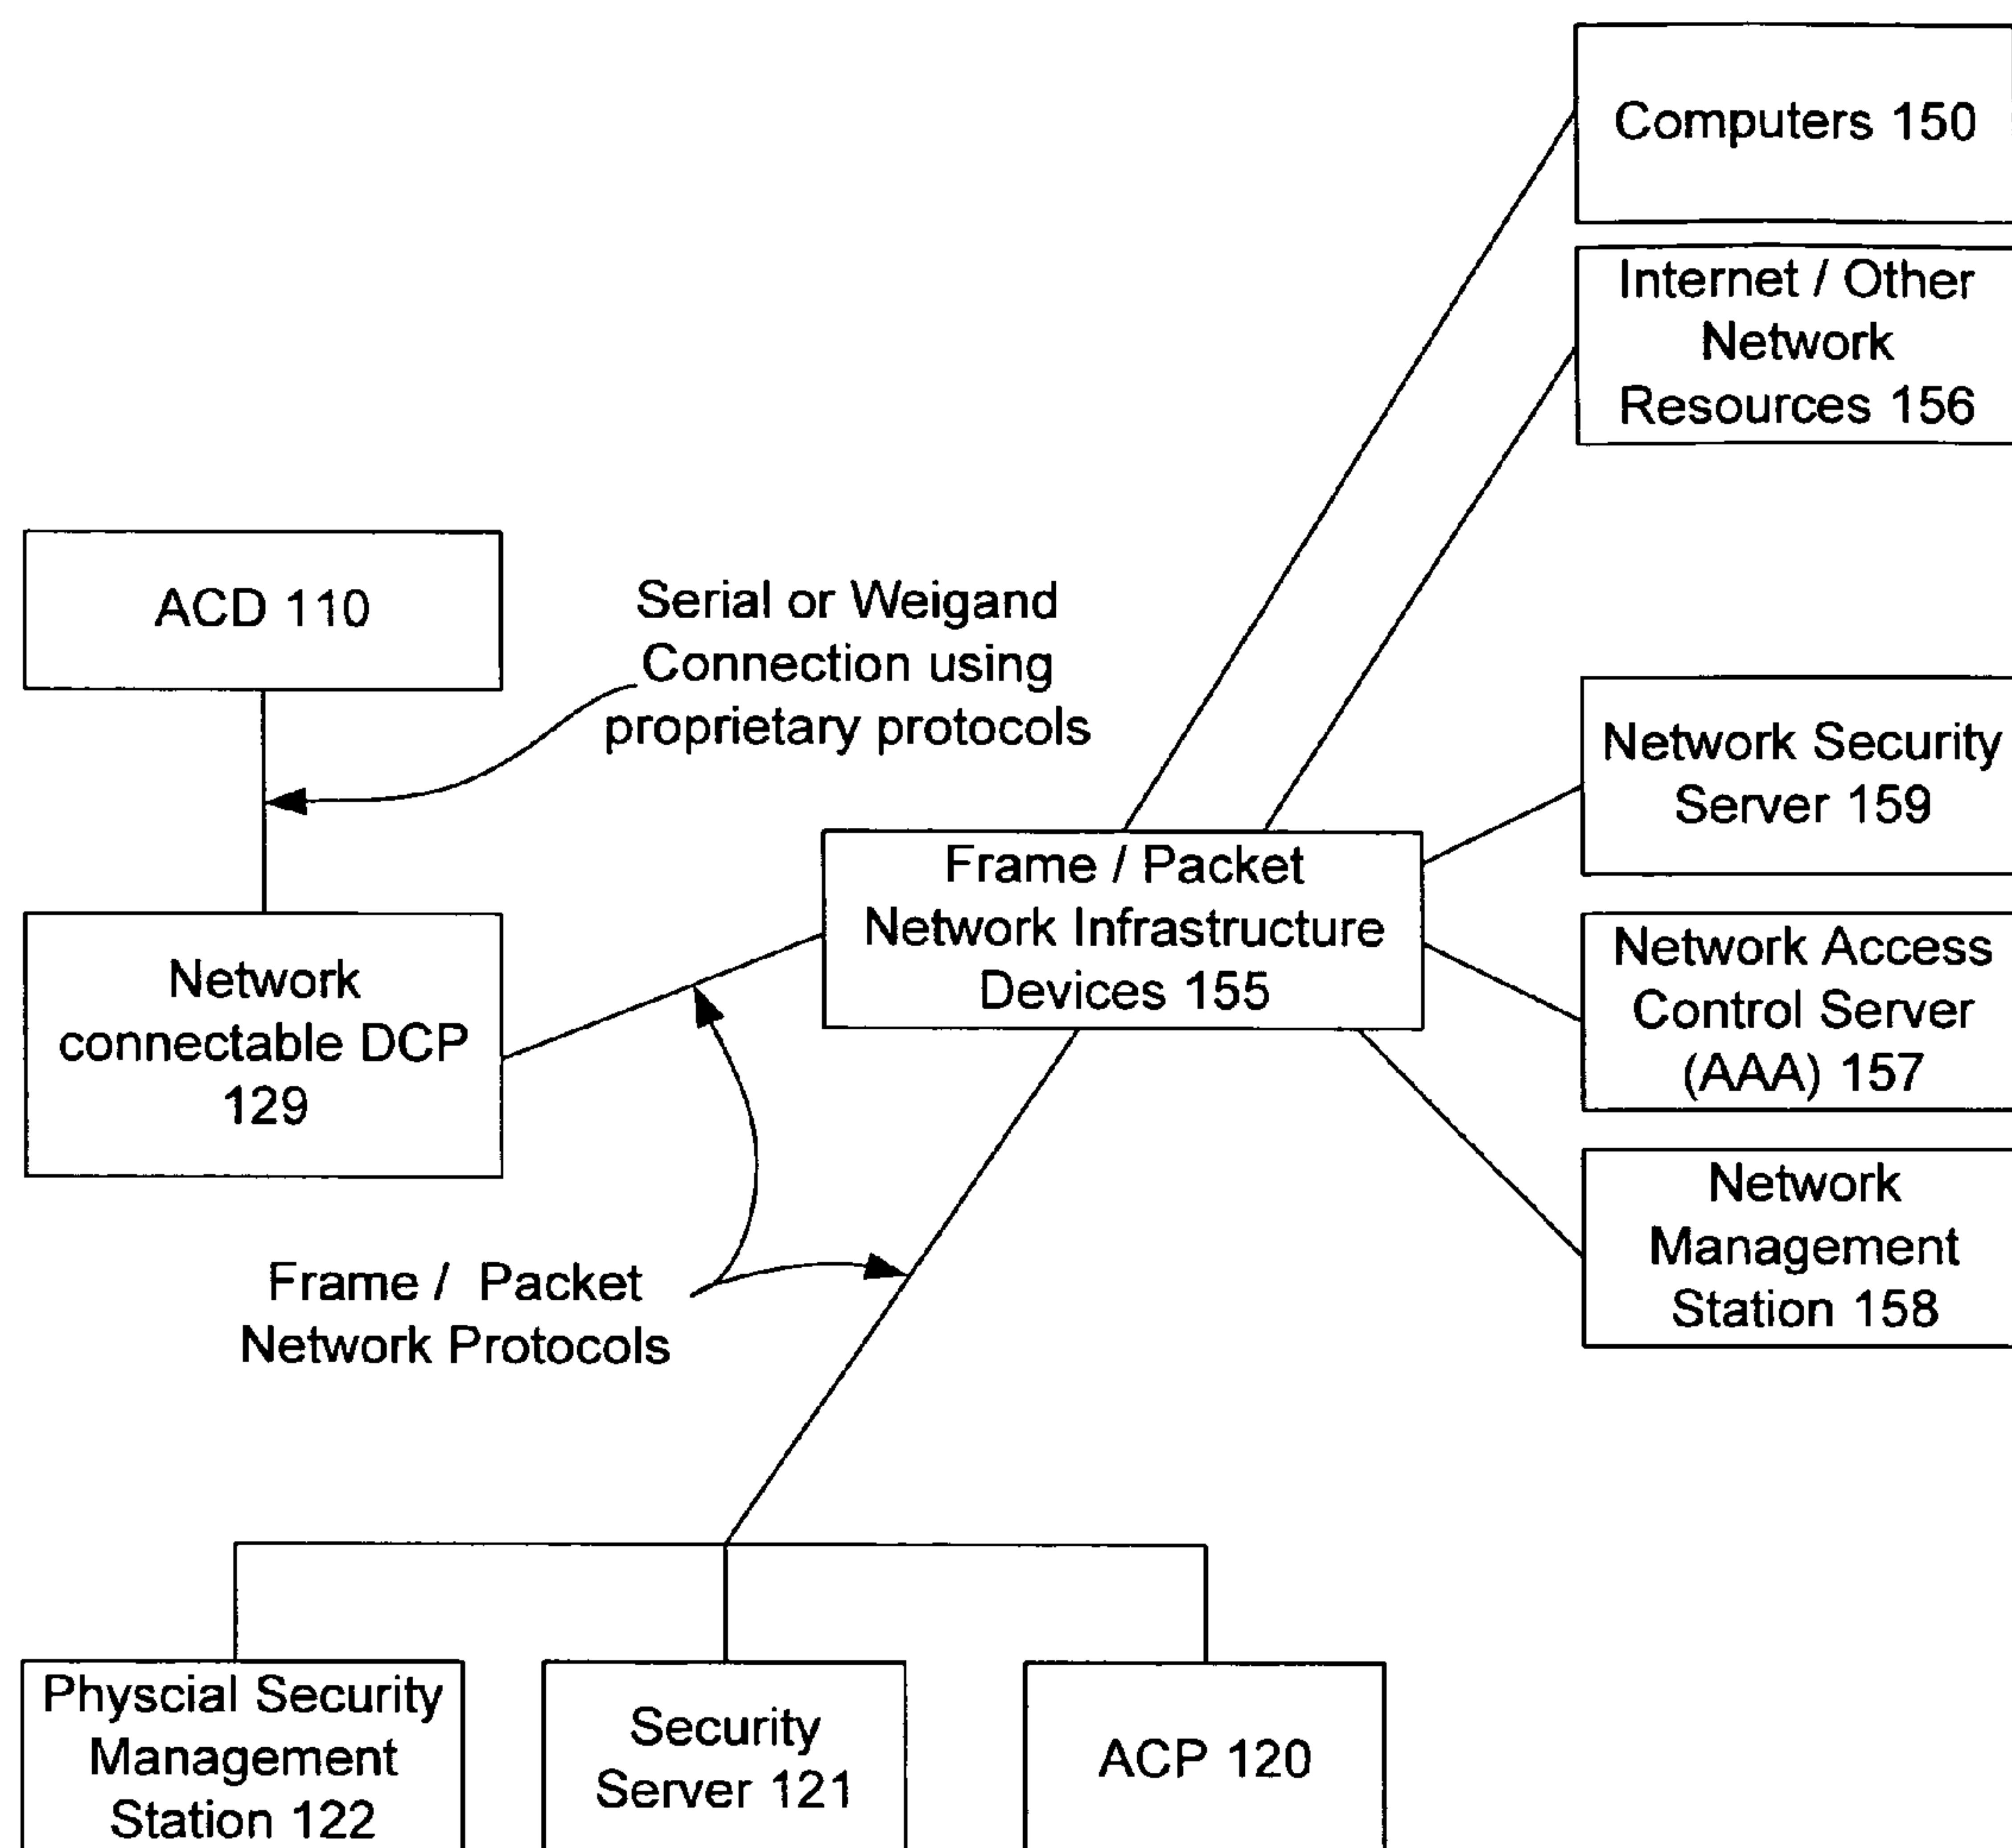 Computers 150
Internet / Other
Network
Resources 156
ACD 110
Serial or Weigand
Connection using
proprietary protocols
Network Security
Server 159
Frame / Packet
Network Infrastructure
Devices 155
Network
connectable DCP
129
Network Access
Control Server
(AAA) 157
Network
Management
Station 158
Frame / Packet
Network Protocols
Physcial Security
Management
Station 122
Security
Server 121
ACP 120